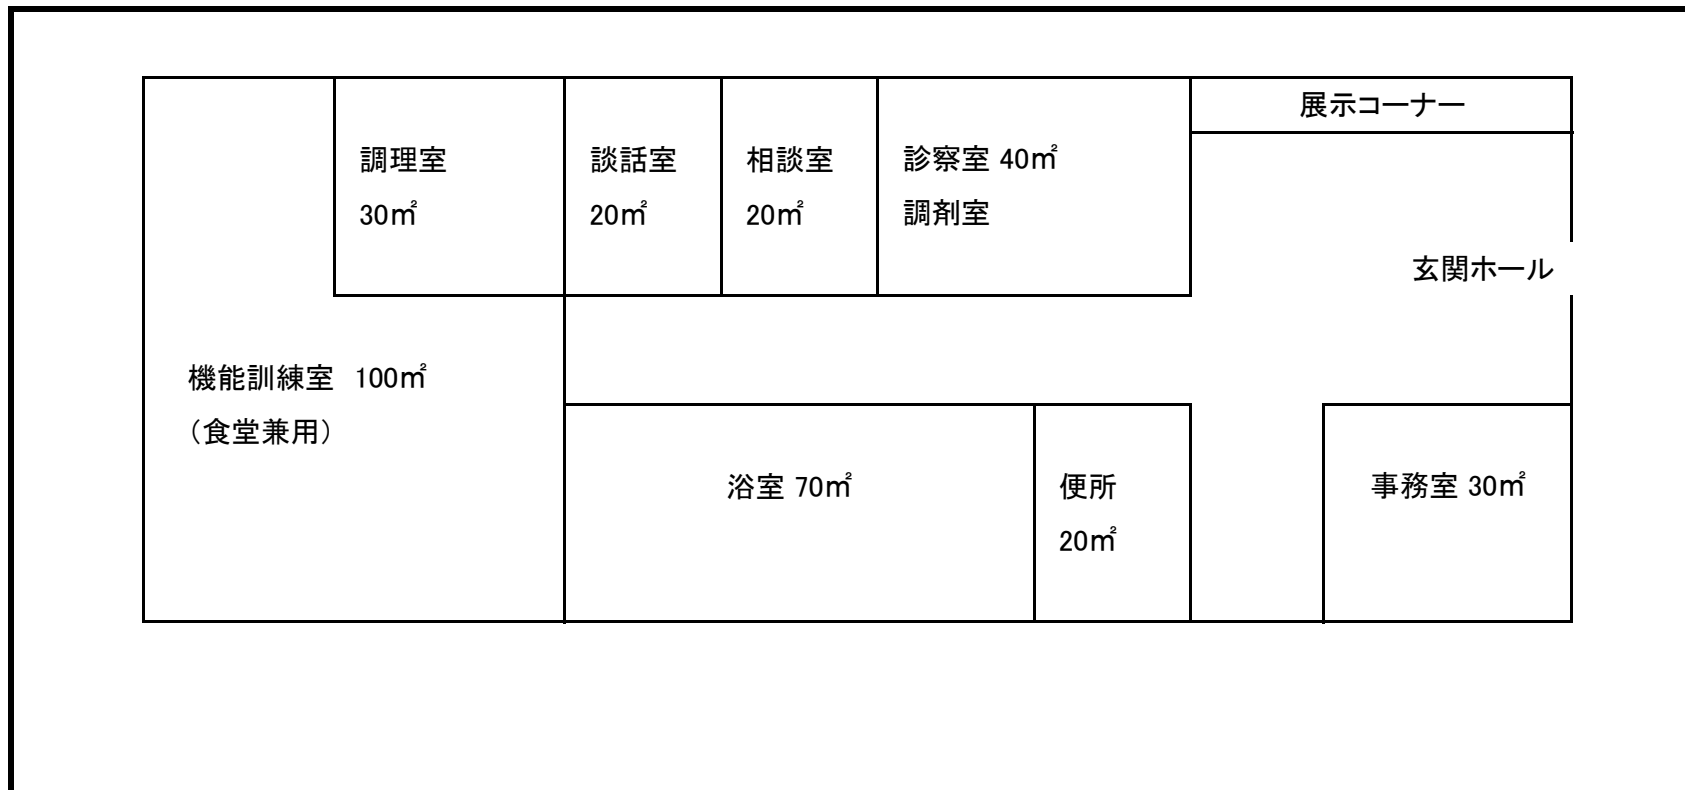 展示コーナー
調理室
30㎡
談話室
20㎡
相談室
20㎡
診察室 40㎡
調剤室
玄関ホール
機能訓練室　100㎡
（食堂兼用）
浴室 70㎡
便所
20㎡
事務室 30㎡